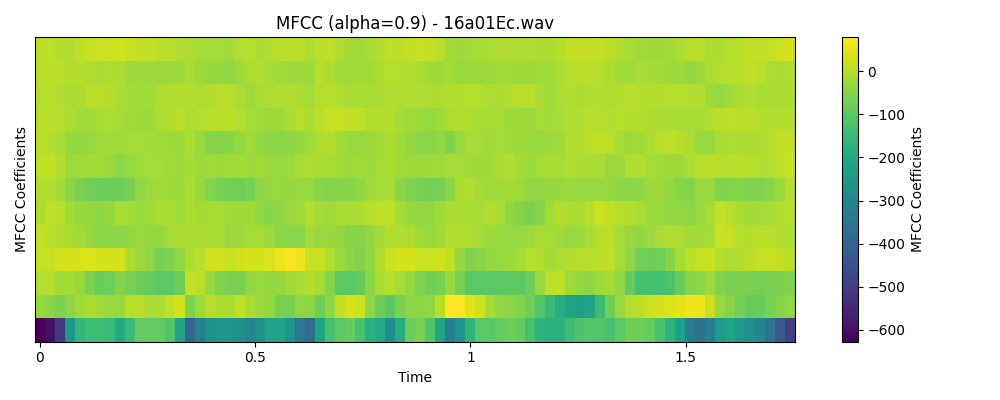 MFCC (alpha=0.9) - 16a01Ec.wav
MFCC Coefficients
0
0.5
1
1.5
Time
0
−100
−200
−300
−400
−500
−600
MFCC Coefficients